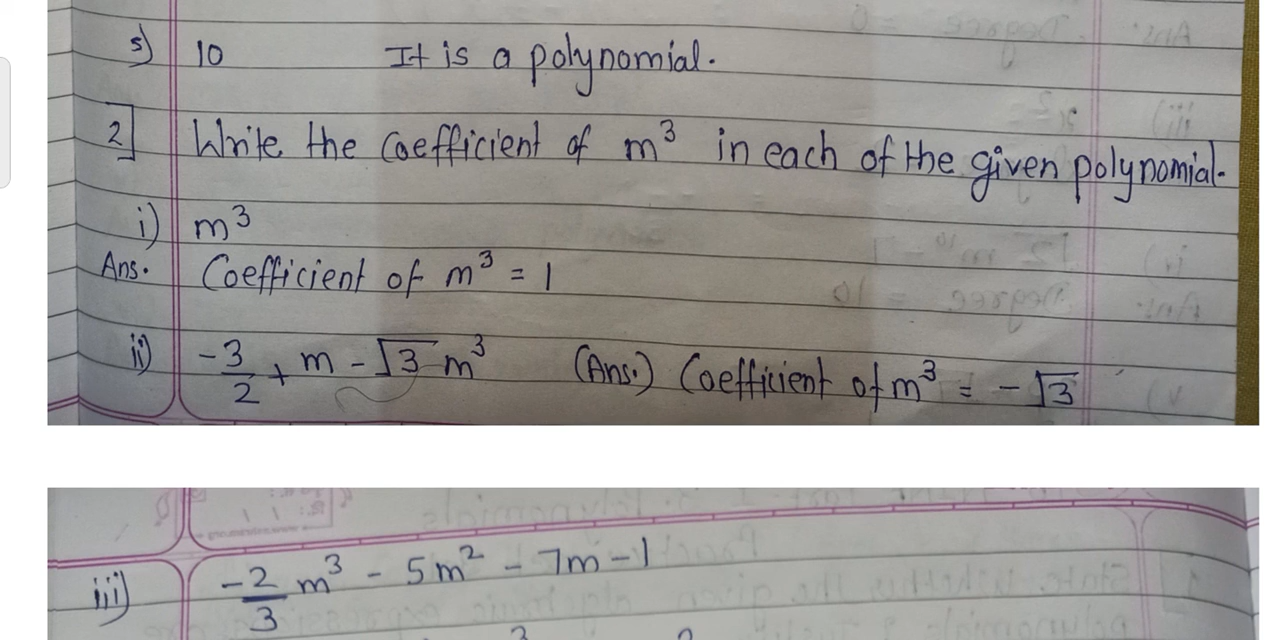 5) 10 It is a polynomial.
2] Write the Coefficient of m³ in each of the given polynomial.
i) m³
Ans. Coefficient of m³ = 1
ii) -3/2 + m - √3 m³ (Ans.) Coefficient of m³ = - √3
iii) -2/3 m³ - 5m² - 7m - 1